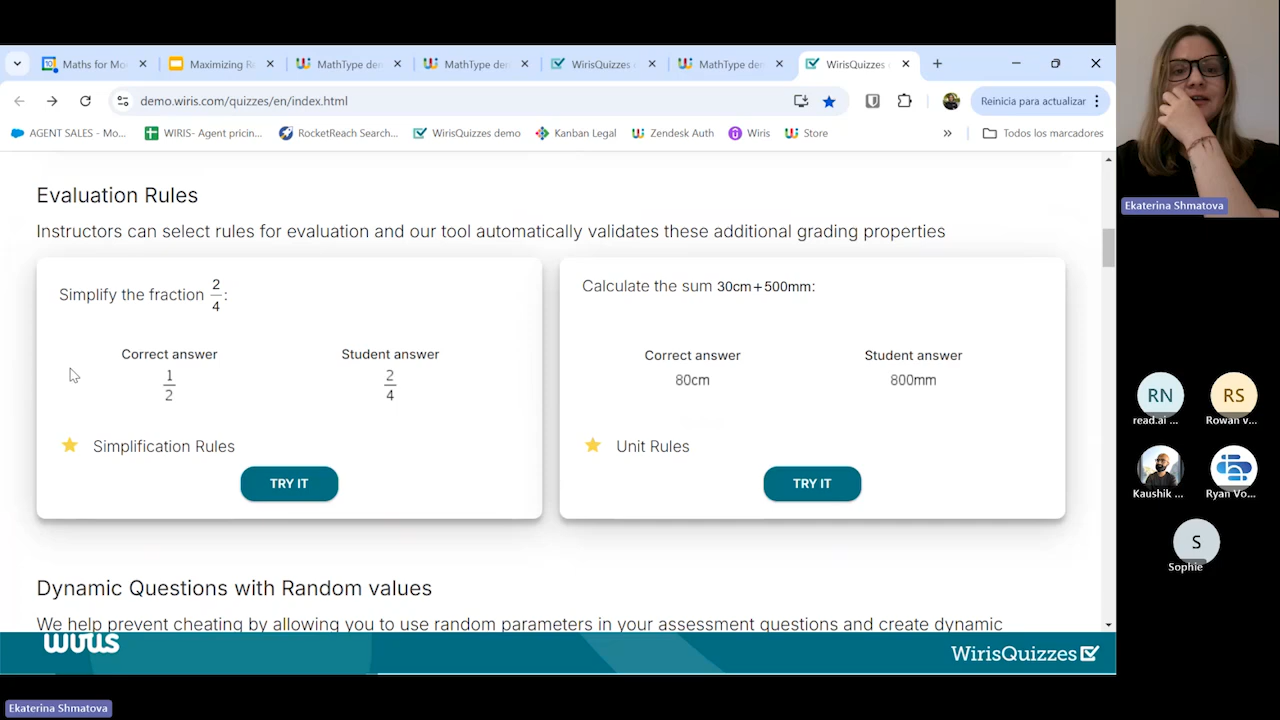 Maths for Mo
Maximizing R
MathType de
MathType de
WirisQuizzes
MathType de
WirisQuizzes
demo.wiris.com/quizzes/en/index.html
Reinicia para actualizar
AGENT SALES - Mo...
WIRIS- Agent pricin...
RocketReach Search...
WirisQuizzes demo
Kanban Legal
Zendesk Auth
Wiris
Store
»
Todos los marcadores
Evaluation Rules
Instructors can select rules for evaluation and our tool automatically validates these additional grading properties
Simplify the fraction 2/4:
Correct answer
Student answer
1/2
2/4
Simplification Rules
TRY IT
Calculate the sum 30cm+500mm:
Correct answer
Student answer
80cm
800mm
Unit Rules
TRY IT
Dynamic Questions with Random values
We help prevent cheating by allowing you to use random parameters in your assessment questions and create dynamic
wiris
WirisQuizzes
Ekaterina Shmatova
RN
read.ai ...
RS
Rowan v...
Kaushik ...
Ryan Vo...
S
Sophie
Ekaterina Shmatova